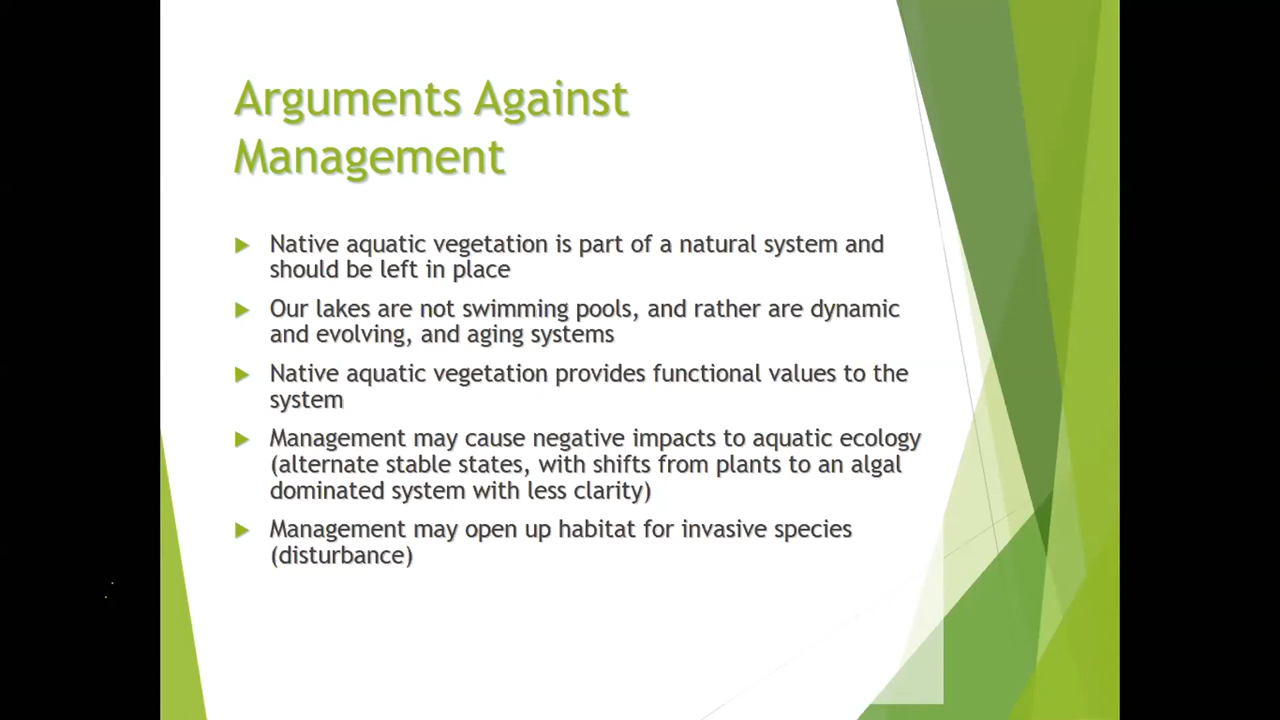 Arguments Against
Management
Native aquatic vegetation is part of a natural system and
should be left in place
Our lakes are not swimming pools, and rather are dynamic
and evolving, and aging systems
Native aquatic vegetation provides functional values to the
system
Management may cause negative impacts to aquatic ecology
(alternate stable states, with shifts from plants to an algal
dominated system with less clarity)
Management may open up habitat for invasive species
(disturbance)